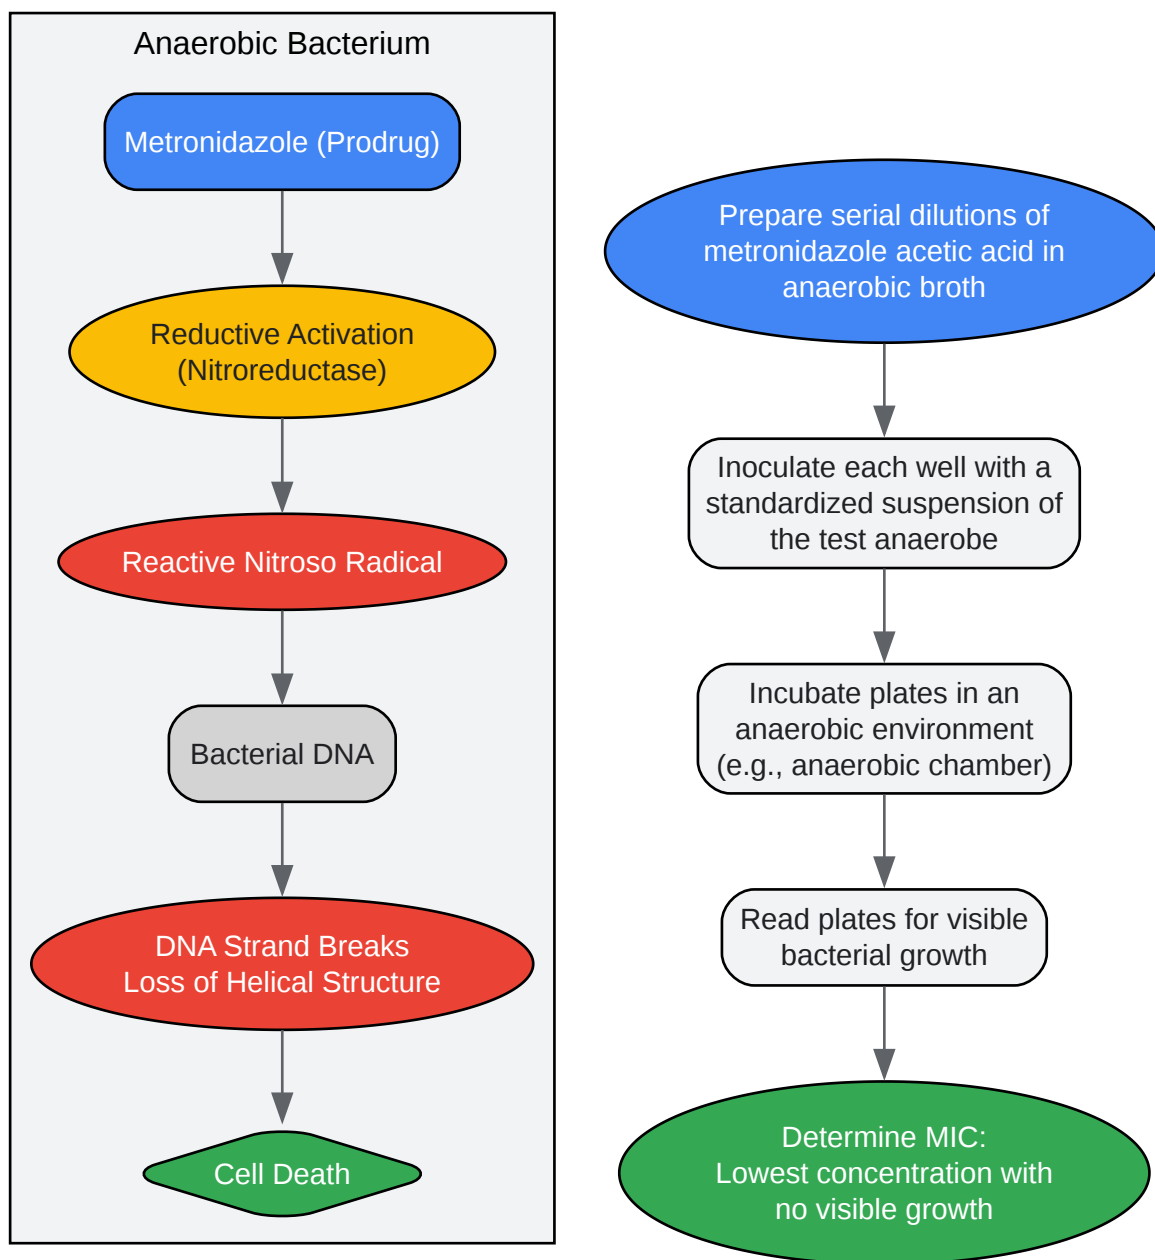 Anaerobic Bacterium
Metronidazole (Prodrug)
Reductive Activation
(Nitroreductase)
Reactive Nitroso Radical
Bacterial DNA
DNA Strand Breaks
Loss of Helical Structure
Cell Death
Prepare serial dilutions of
metronidazole acetic acid in
anaerobic broth
Inoculate each well with a
standardized suspension of
the test anaerobe
Incubate plates in an
anaerobic environment
(e.g., anaerobic chamber)
Read plates for visible
bacterial growth
Determine MIC:
Lowest concentration with
no visible growth